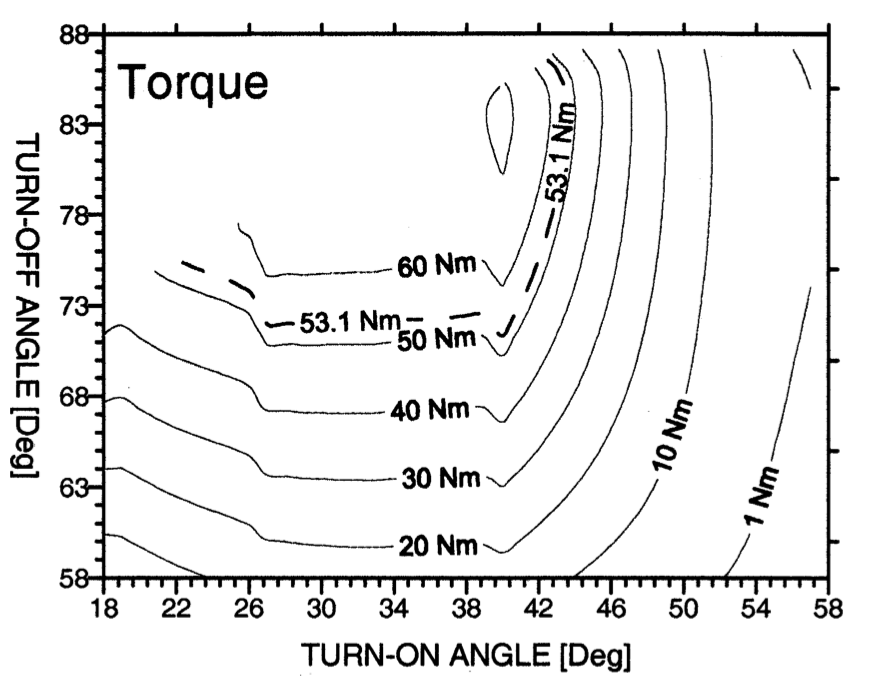 Torque
88
83
78
73
68
63
58
TURN-OFF ANGLE [Deg]
53.1 Nm
60 Nm
53.1 Nm
50 Nm
40 Nm
30 Nm
20 Nm
10 Nm
1 Nm
18 22 26 30 34 38 42 46 50 54 58
TURN-ON ANGLE [Deg]